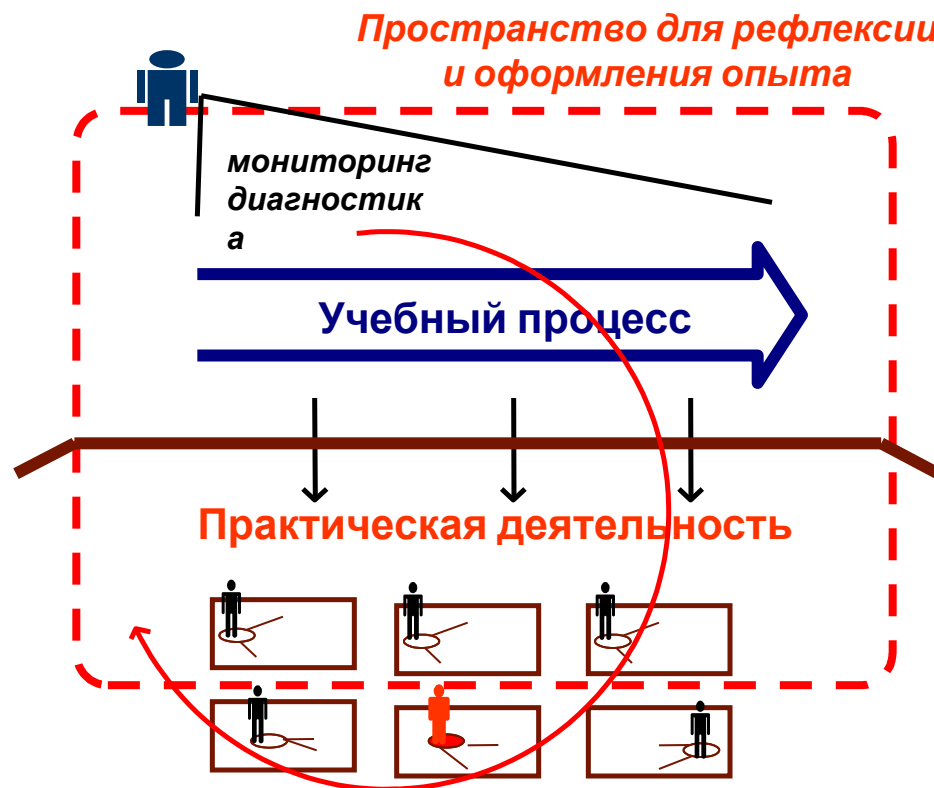 Пространство для рефлексии
и оформления опыта
мониторинг
диагностик
а
Учебный процесс
Практическая деятельность